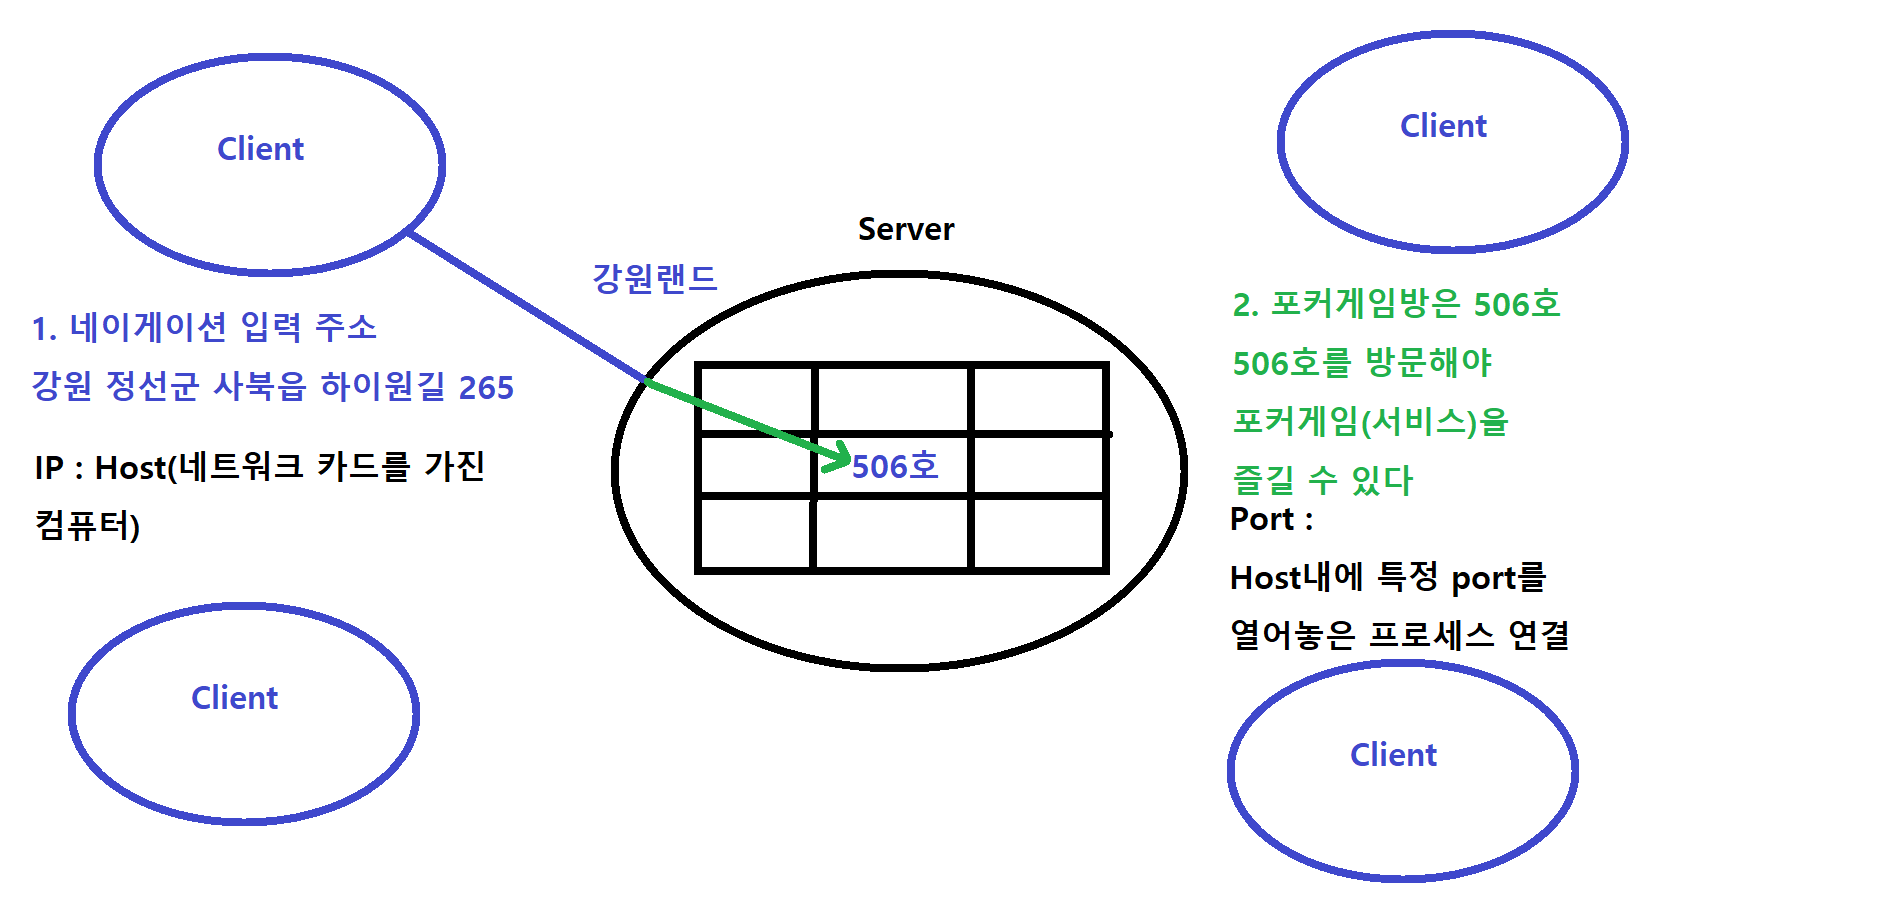 Client
Client
Server
강원랜드
1. 네이게이션 입력 주소
강원 정선군 사북읍 하이원길 265
IP : Host(네트워크 카드를 가진
컴퓨터)
506호
2. 포커게임방은 506호
506호를 방문해야
포커게임(서비스)을
즐길 수 있다
Port :
Host내에 특정 port를
열어놓은 프로세스 연결
Client
Client